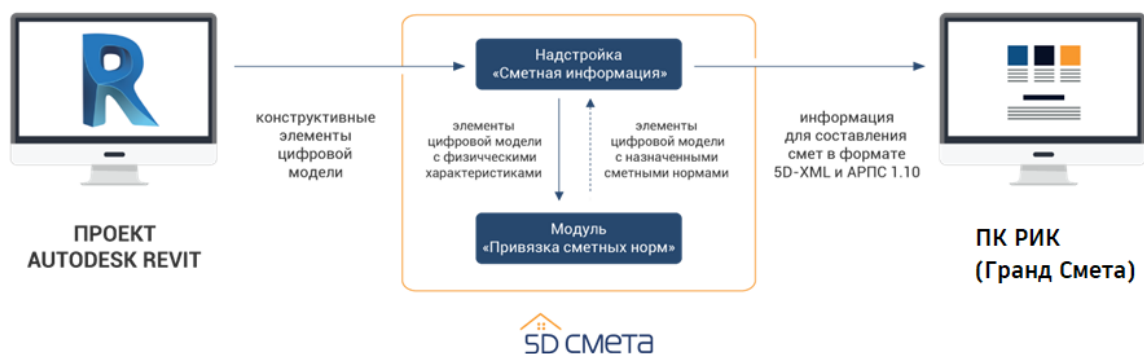 Надстройка
«Сметная информация»
конструктивные
элементы
цифровой
модели
элементы
цифровой модели
с физичческими
характеристиками
элементы
цифровой модели
с назначенными
сметными нормами
информация
для составления
смет в формате
5D-XML и АРПС 1.10
Модуль
«Привязка сметных норм»
ПРОЕКТ
AUTODESK REVIT
ПК РИК
(Гранд Смета)
5D СМЕТА